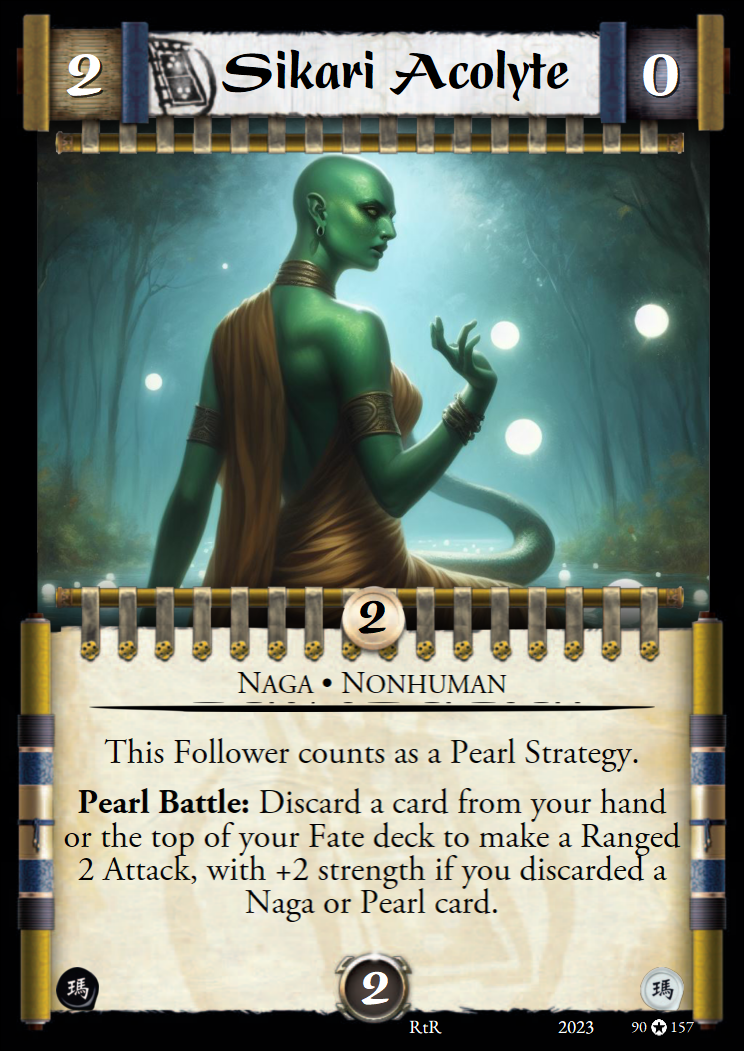 2
Sikari Acolyte
0
2
Naga • Nonhuman
This Follower counts as a Pearl Strategy.
Pearl Battle: Discard a card from your hand
or the top of your Fate deck to make a Ranged
2 Attack, with +2 strength if you discarded a
Naga or Pearl card.
瑪
2
瑪
RtR 2023 90 ✪ 157